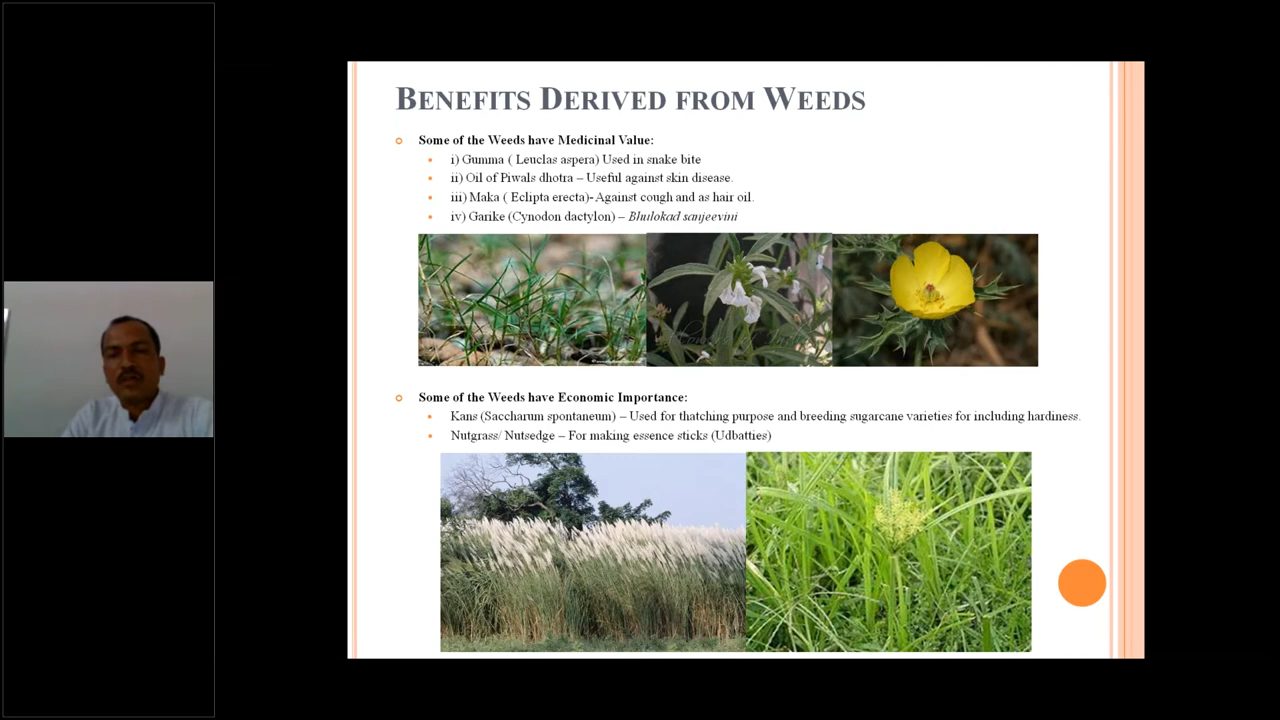 BENEFITS DERIVED FROM WEEDS
Some of the Weeds have Medicinal Value:
i) Gumma ( Leuclas aspera) Used in snake bite
ii) Oil of Piwals dhotra – Useful against skin disease.
iii) Maka ( Eclipta erecta)- Against cough and as hair oil.
iv) Garike (Cynodon dactylon) – Bhulokad sanjeevini
Some of the Weeds have Economic Importance:
Kans (Saccharum spontaneum) – Used for thatching purpose and breeding sugarcane varieties for including hardiness.
Nutgrass/ Nutsedge – For making essence sticks (Udbatties)